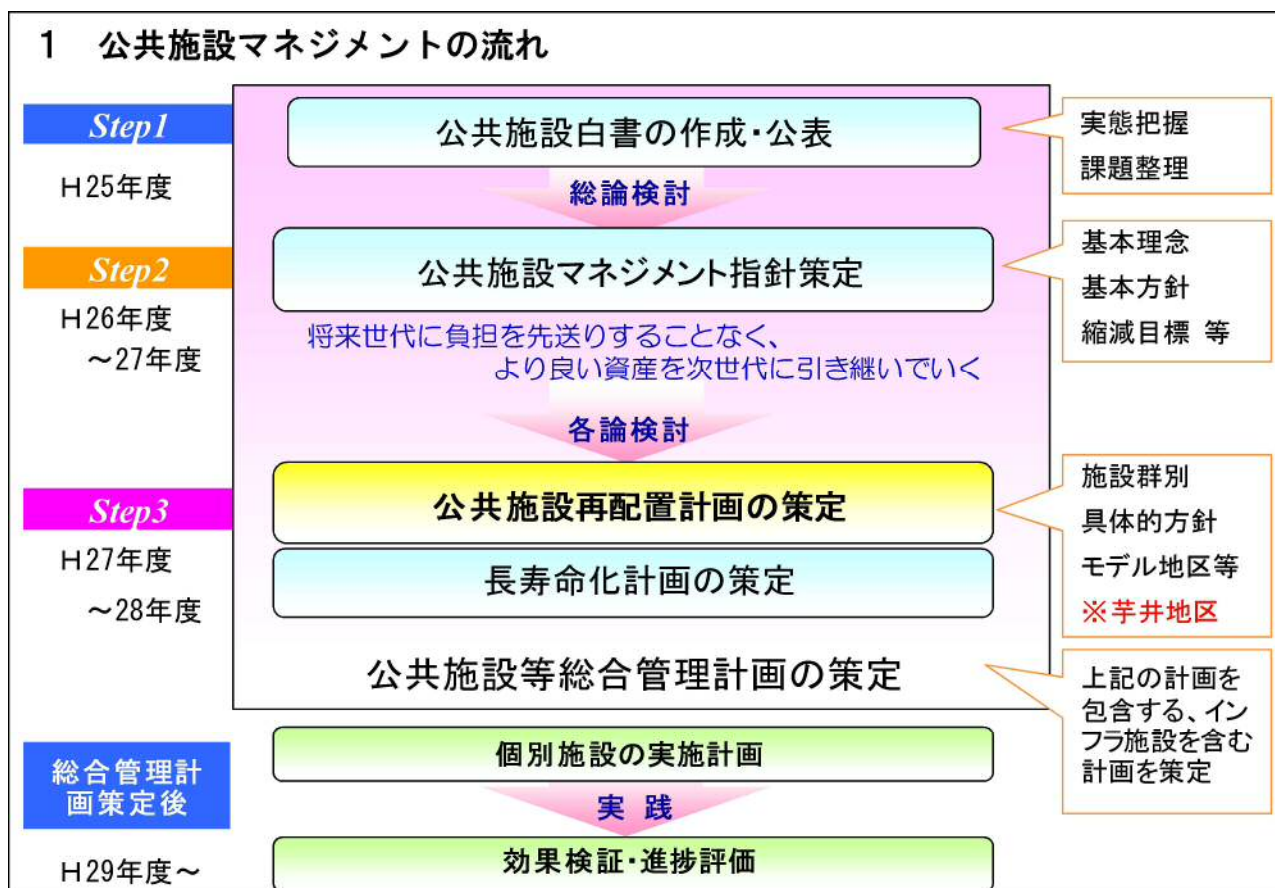 1 公共施設マネジメントの流れ
Step1
H25年度
公共施設白書の作成・公表
実態把握
課題整理
総論検討
Step2
H26年度
～27年度
公共施設マネジメント指針策定
基本理念
基本方針
縮減目標 等
将来世代に負担を先送りすることなく、
より良い資産を次世代に引き継いでいく
各論検討
Step3
H27年度
～28年度
公共施設再配置計画の策定
長寿命化計画の策定
施設群別
具体的方針
モデル地区等
※芋井地区
公共施設等総合管理計画の策定
上記の計画を
包含する、イン
フラ施設を含む
計画を策定
総合管理計
画策定後
H29年度～
個別施設の実施計画
実践
効果検証・進捗評価